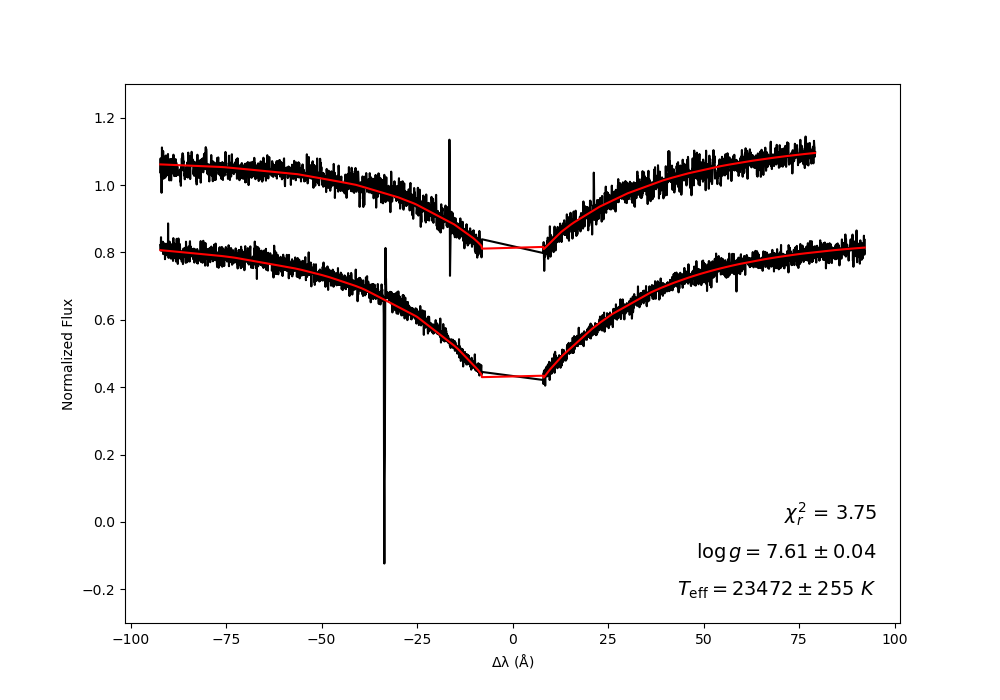 1.2
1.0
0.8
0.6
0.4
0.2
0.0
−0.2
Normalized Flux
χ²ᵣ = 3.75
log g = 7.61 ± 0.04
T_eff = 23472 ± 255 K
−100 −75 −50 −25 0 25 50 75 100
Δλ (Å)